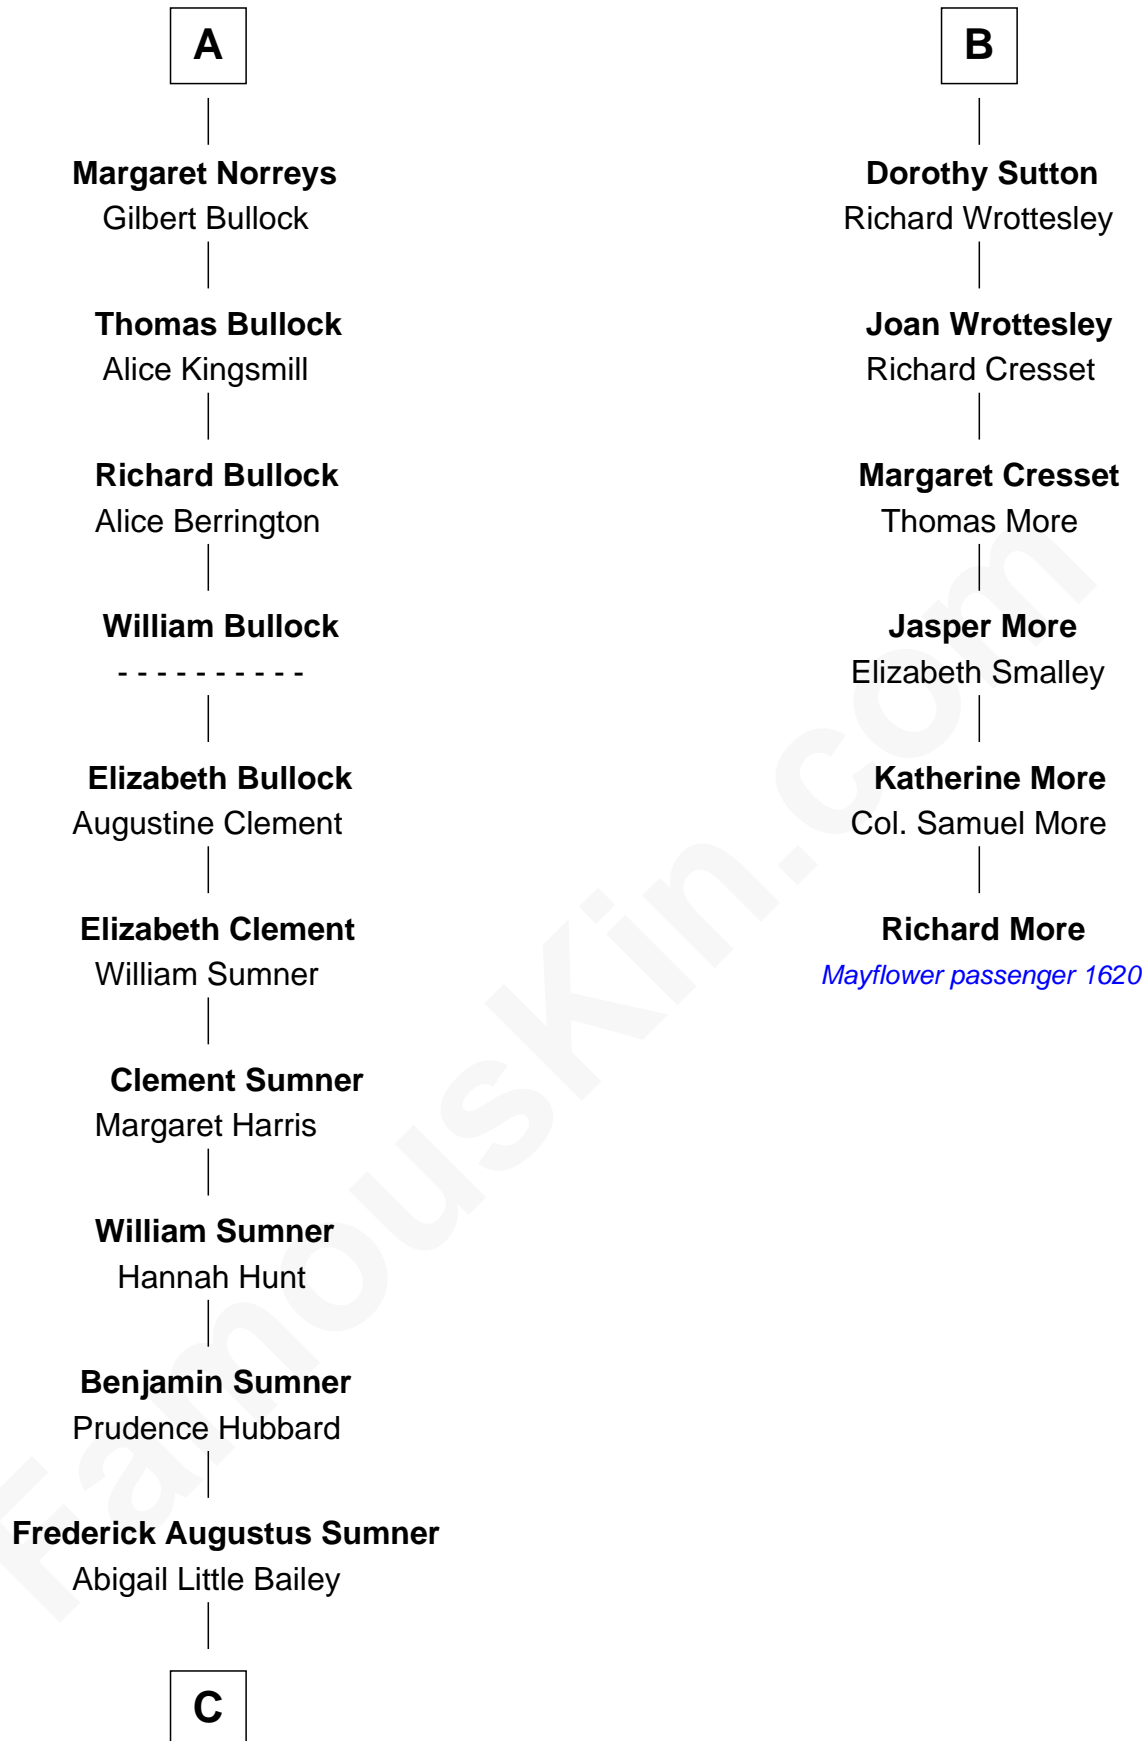 A
Margaret Norreys
Gilbert Bullock
Thomas Bullock
Alice Kingsmill
Richard Bullock
Alice Berrington
William Bullock
- - - - - - - - - -
Elizabeth Bullock
Augustine Clement
Elizabeth Clement
William Sumner
Clement Sumner
Margaret Harris
William Sumner
Hannah Hunt
Benjamin Sumner
Prudence Hubbard
Frederick Augustus Sumner
Abigail Little Bailey
C
B
Dorothy Sutton
Richard Wrottesley
Joan Wrottesley
Richard Cresset
Margaret Cresset
Thomas More
Jasper More
Elizabeth Smalley
Katherine More
Col. Samuel More
Richard More
Mayflower passenger 1620
FamousKin.com